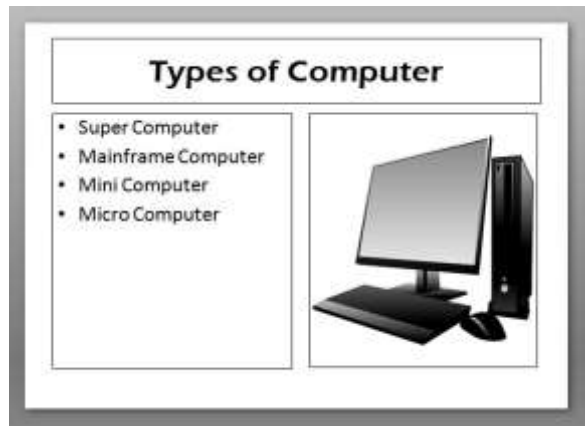 Types of Computer
• Super Computer
• Mainframe Computer
• Mini Computer
• Micro Computer